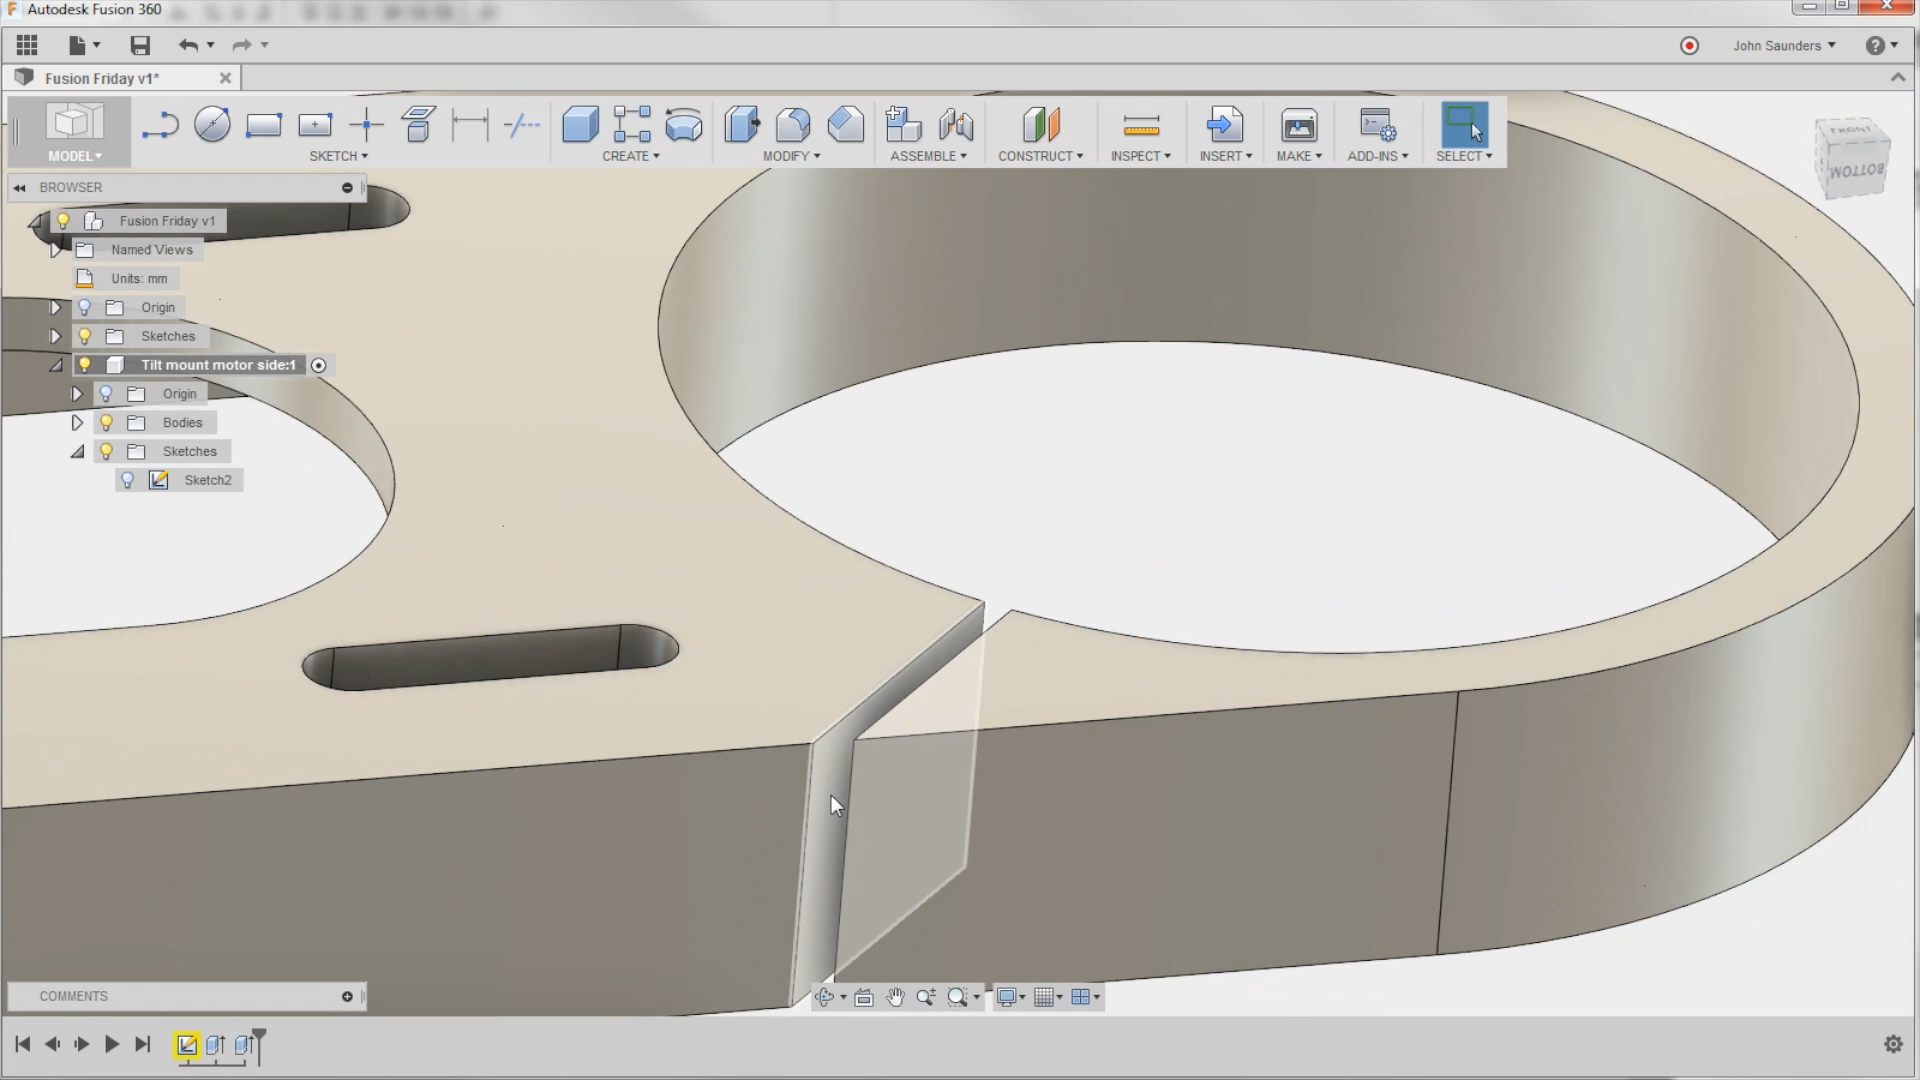 Autodesk Fusion 360
John Saunders
Fusion Friday v1*
MODEL
SKETCH
CREATE
MODIFY
ASSEMBLE
CONSTRUCT
INSPECT
INSERT
MAKE
ADD-INS
SELECT
FRONT
BOTTOM
BROWSER
Fusion Friday v1
Named Views
Units: mm
Origin
Sketches
Tilt mount motor side:1
Origin
Bodies
Sketches
Sketch2
COMMENTS